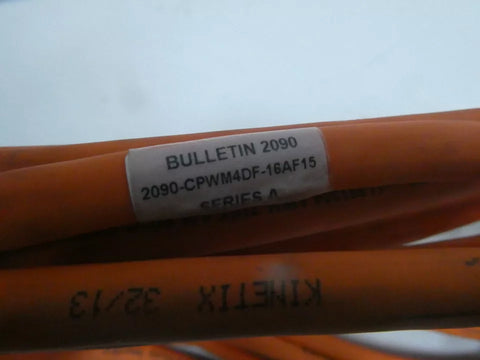 BULLETIN 2090
2090-CPWM4DF-16AF15
SERIES A
KINETIX 32/13